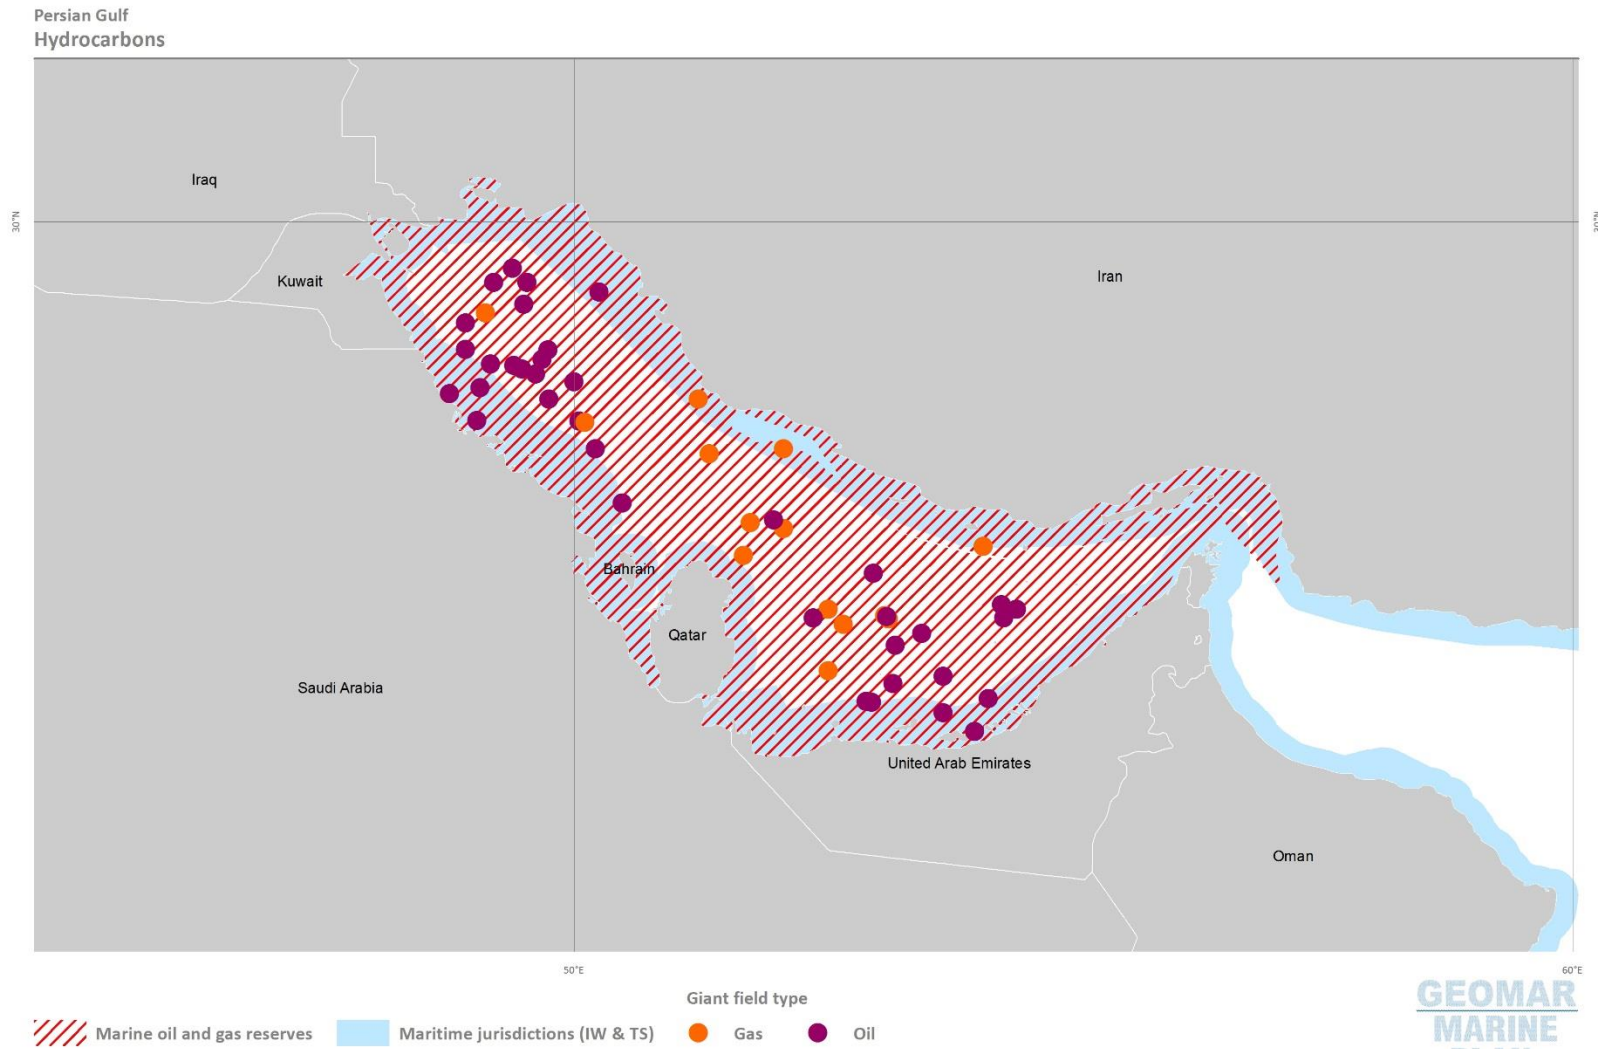 Persian Gulf
Hydrocarbons
30°N
Iraq
Kuwait
Iran
Bahrain
Qatar
Saudi Arabia
United Arab Emirates
Oman
50°E
60°E
Giant field type
Marine oil and gas reserves
Maritime jurisdictions (IW & TS)
Gas
Oil
GEOMAR
MARINE